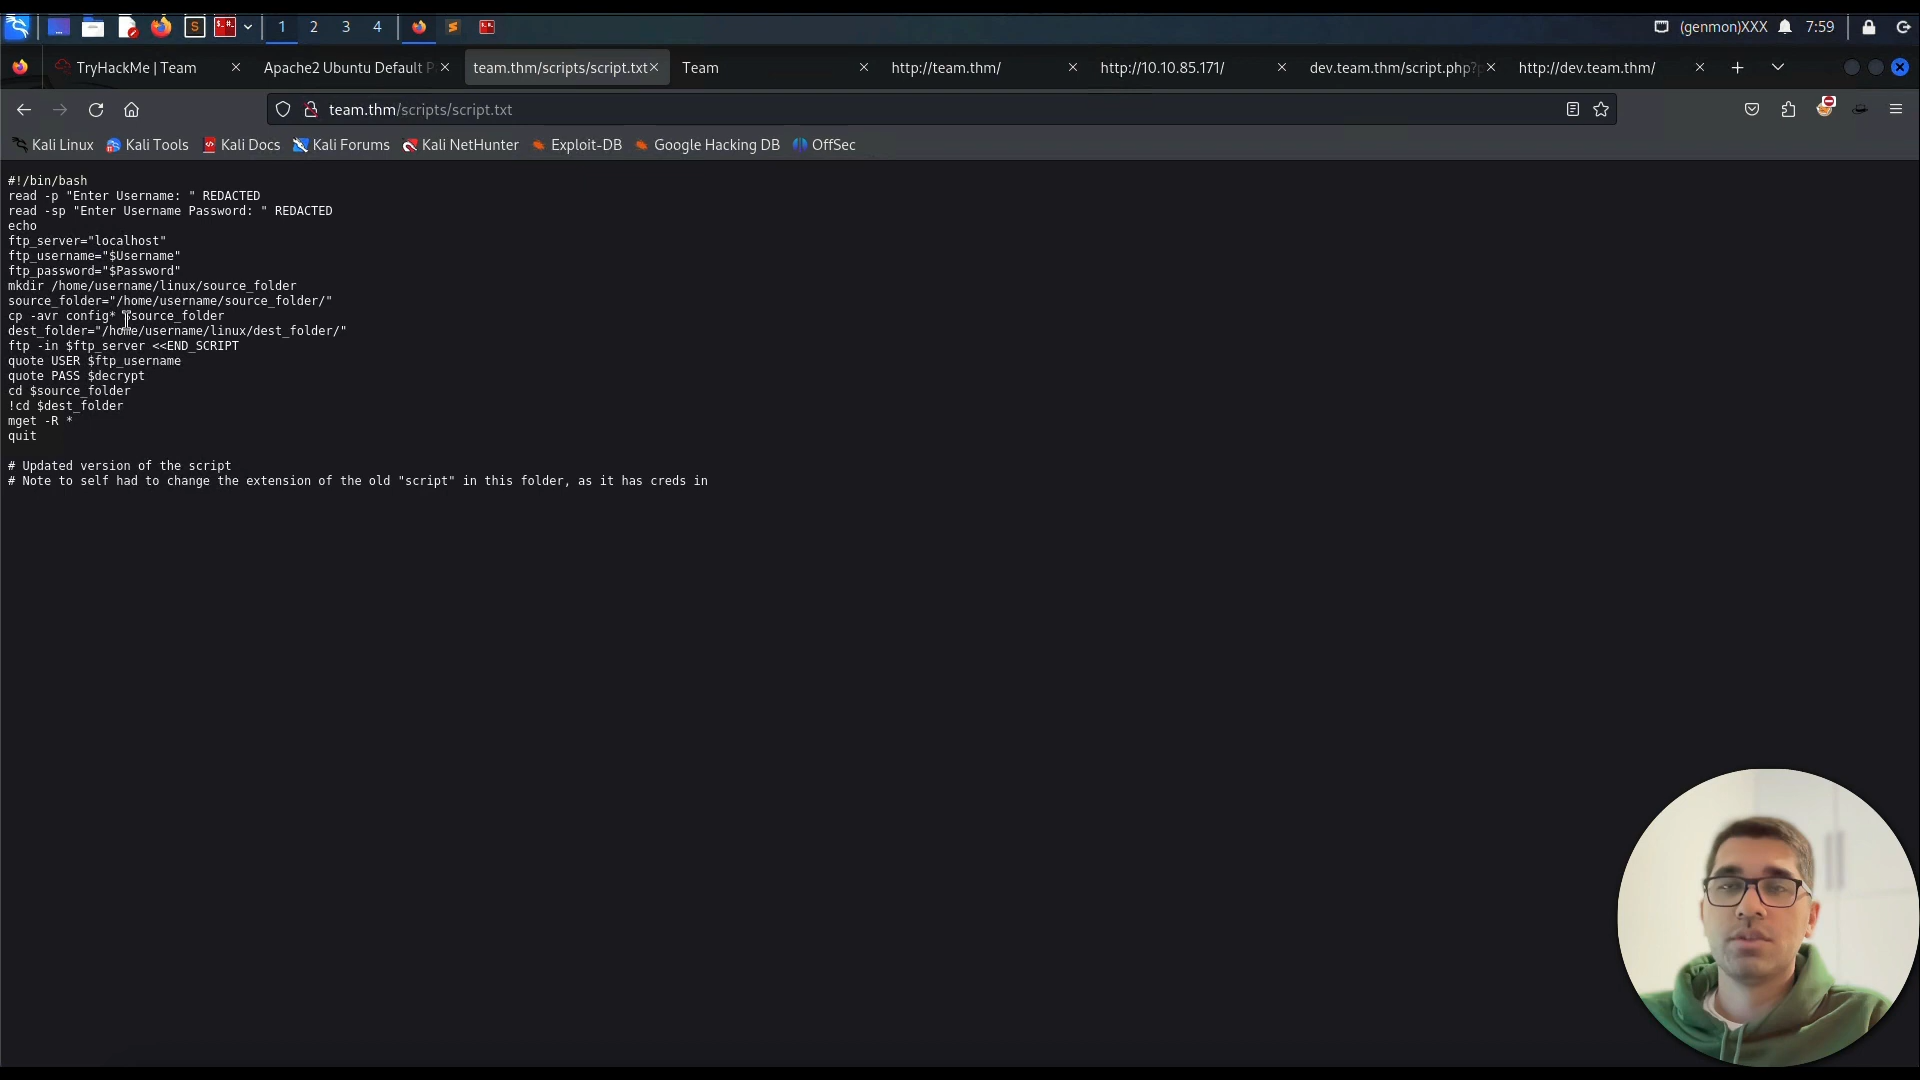 1 2 3 4 (genmon)XXX 7:59
TryHackMe | Team Apache2 Ubuntu Default P team.thm/scripts/script.txt Team http://team.thm/ http://10.10.85.171/ dev.team.thm/script.php?p http://dev.team.thm/
team.thm/scripts/script.txt
Kali Linux Kali Tools Kali Docs Kali Forums Kali NetHunter Exploit-DB Google Hacking DB OffSec
#!/bin/bash
read -p "Enter Username: " REDACTED
read -sp "Enter Username Password: " REDACTED
echo
ftp_server="localhost"
ftp_username="$Username"
ftp_password="$Password"
mkdir /home/username/linux/source_folder
source_folder="/home/username/source_folder/"
cp -avr config* $source_folder
dest_folder="/home/username/linux/dest_folder/"
ftp -in $ftp_server <<END_SCRIPT
quote USER $ftp_username
quote PASS $decrypt
cd $source_folder
!cd $dest_folder
mget -R *
quit
# Updated version of the script
# Note to self had to change the extension of the old "script" in this folder, as it has creds in